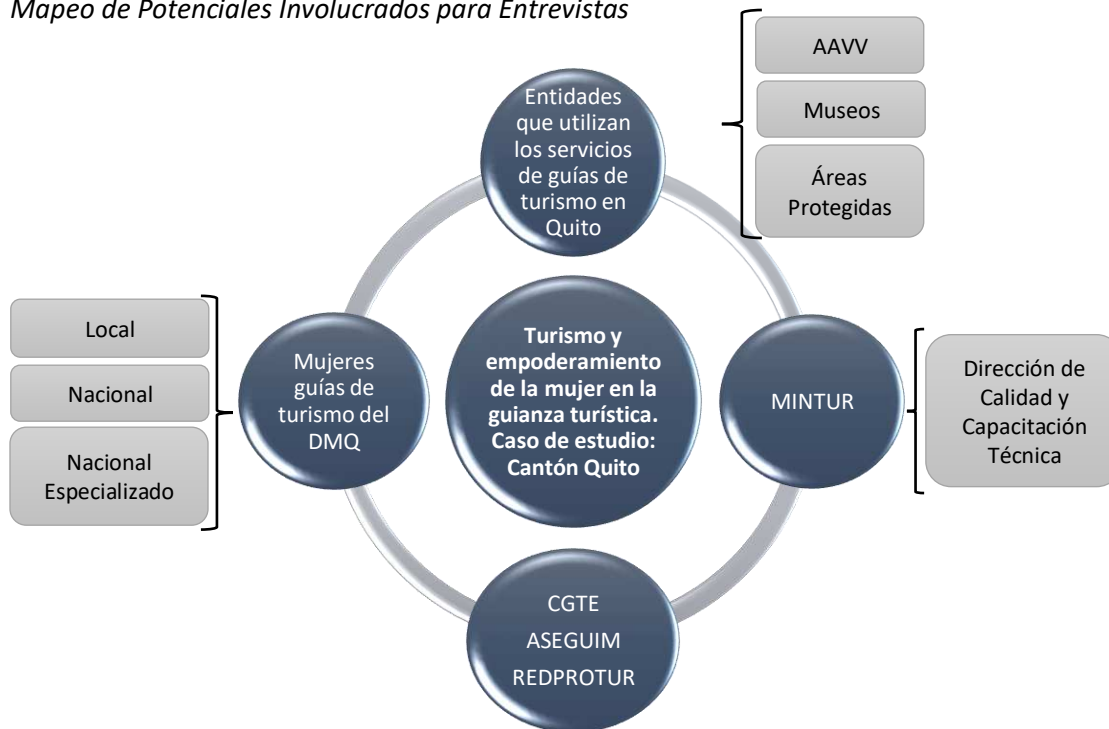 Mapeo de Potenciales Involucrados para Entrevistas
AAVV
Museos
Áreas
Protegidas
Entidades
que utilizan
los servicios
de guías de
turismo en
Quito
Local
Nacional
Nacional
Especializado
Mujeres
guías de
turismo del
DMQ
Turismo y
empoderamiento
de la mujer en la
guianza turística.
Caso de estudio:
Cantón Quito
MINTUR
Dirección de
Calidad y
Capacitación
Técnica
CGTE
ASEGUIM
REDPROTUR